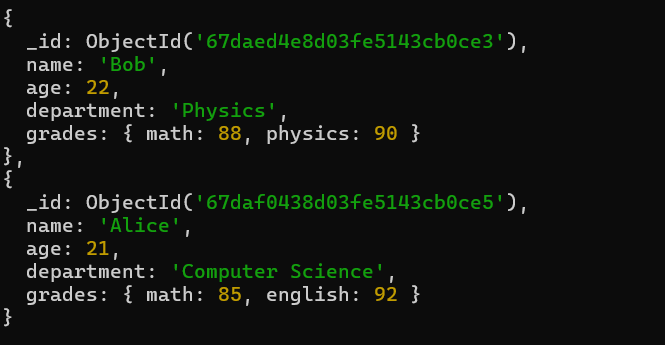 {
  _id: ObjectId('67daed4e8d03fe5143cb0ce3'),
  name: 'Bob',
  age: 22,
  department: 'Physics',
  grades: { math: 88, physics: 90 }
},
{
  _id: ObjectId('67daf0438d03fe5143cb0ce5'),
  name: 'Alice',
  age: 21,
  department: 'Computer Science',
  grades: { math: 85, english: 92 }
}